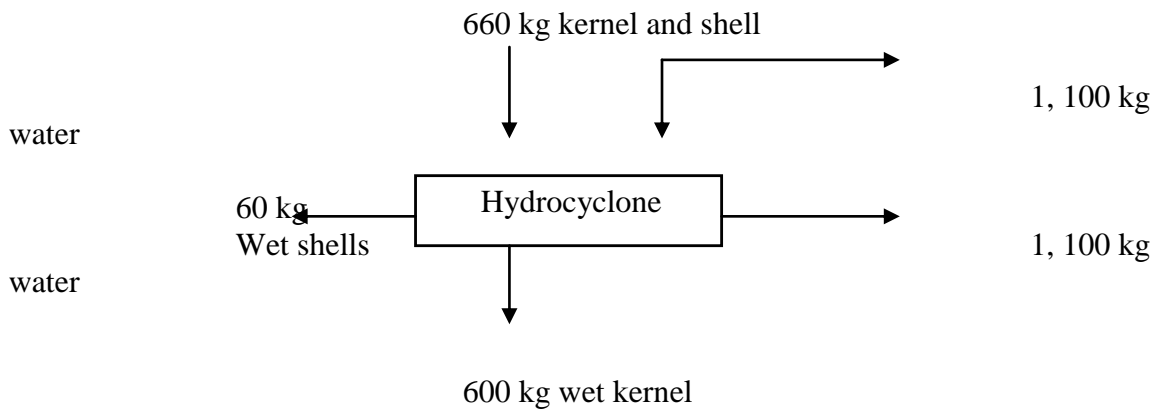 660 kg kernel and shell
1, 100 kg
water
Hydrocyclone
60 kg
Wet shells
1, 100 kg
water
600 kg wet kernel